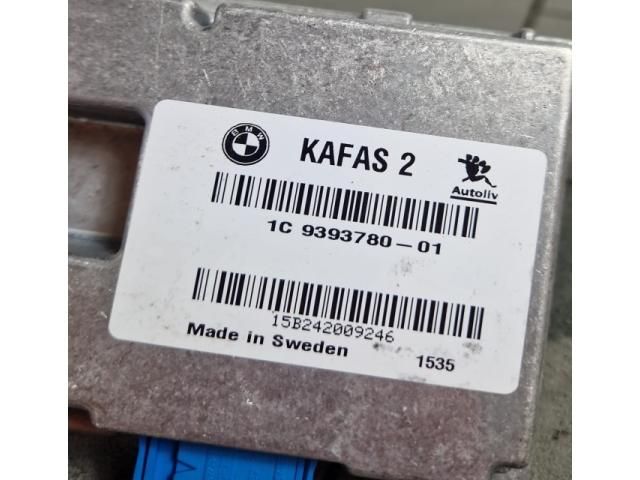 BMW
KAFAS 2
Autoliv
1C 9393780-01
15B242009246
Made in Sweden 1535